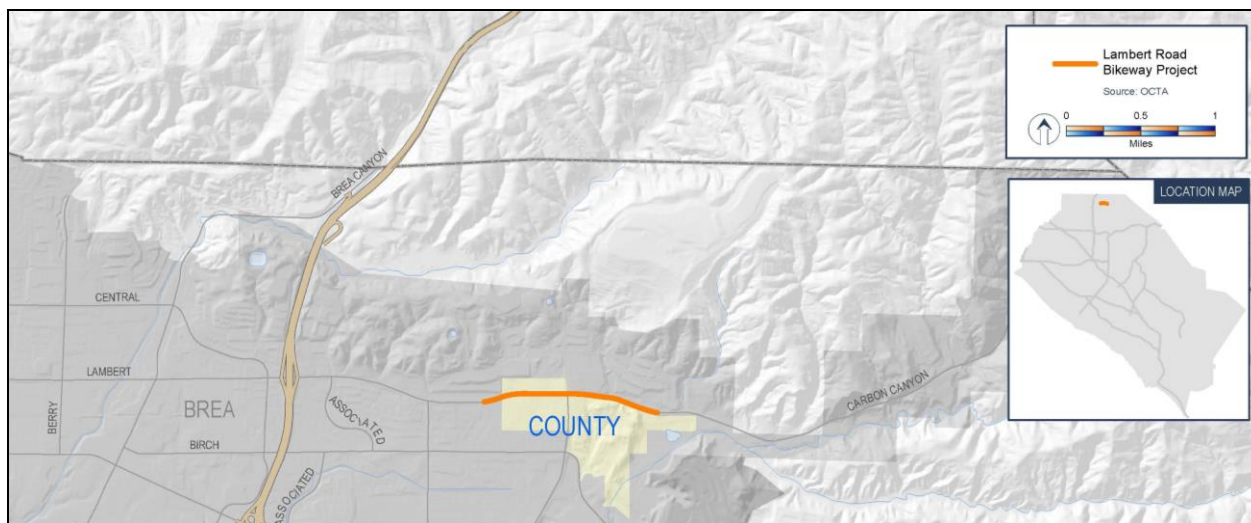 Lambert Road
Bikeway Project
Source: OCTA
0 0.5 1
Miles
LOCATION MAP
BREA CANYON
CENTRAL
LAMBERT
BERRY
BREA
ASSOCIATED
BIRCH
ASSOCIATED
COUNTY
CARBON CANYON